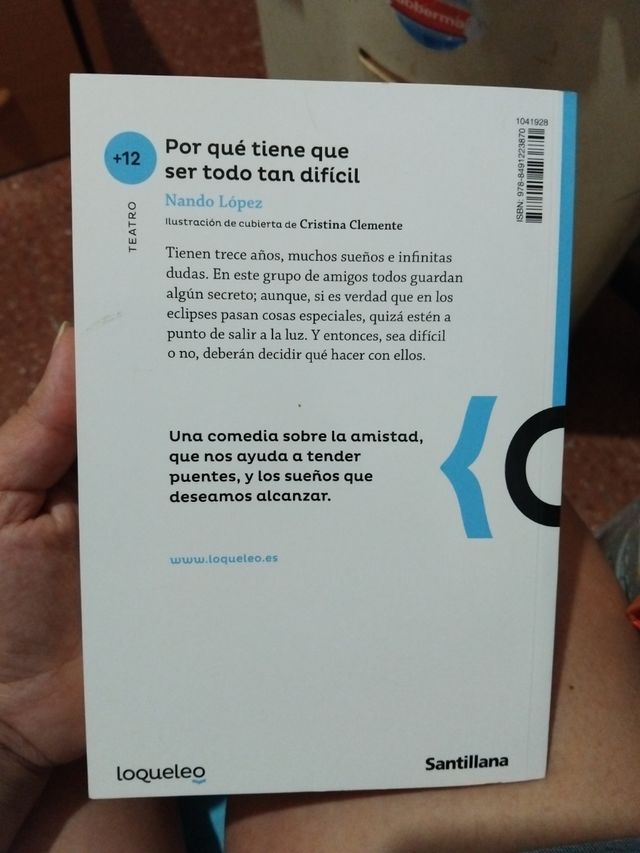 +12
TEATRO
Por qué tiene que
ser todo tan difícil
Nando López
Ilustración de cubierta de Cristina Clemente
Tienen trece años, muchos sueños e infinitas
dudas. En este grupo de amigos todos guardan
algún secreto; aunque, si es verdad que en los
eclipses pasan cosas especiales, quizá estén a
punto de salir a la luz. Y entonces, sea difícil
o no, deberán decidir qué hacer con ellos.
Una comedia sobre la amistad,
que nos ayuda a tender
puentes, y los sueños que
deseamos alcanzar.
www.loqueleo.es
1041928
ISBN: 978-8491223870
loqueleo
Santillana